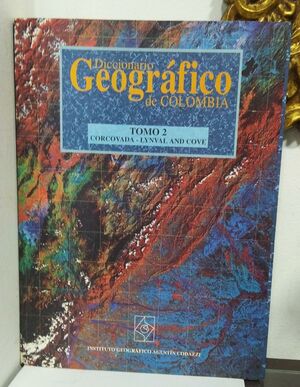 Diccionario
Geográfico
de COLOMBIA
TOMO 2
CORCOVADA - LYNVAL AND COVE
INSTITUTO GEOGRÁFICO AGUSTÍN CODAZZI